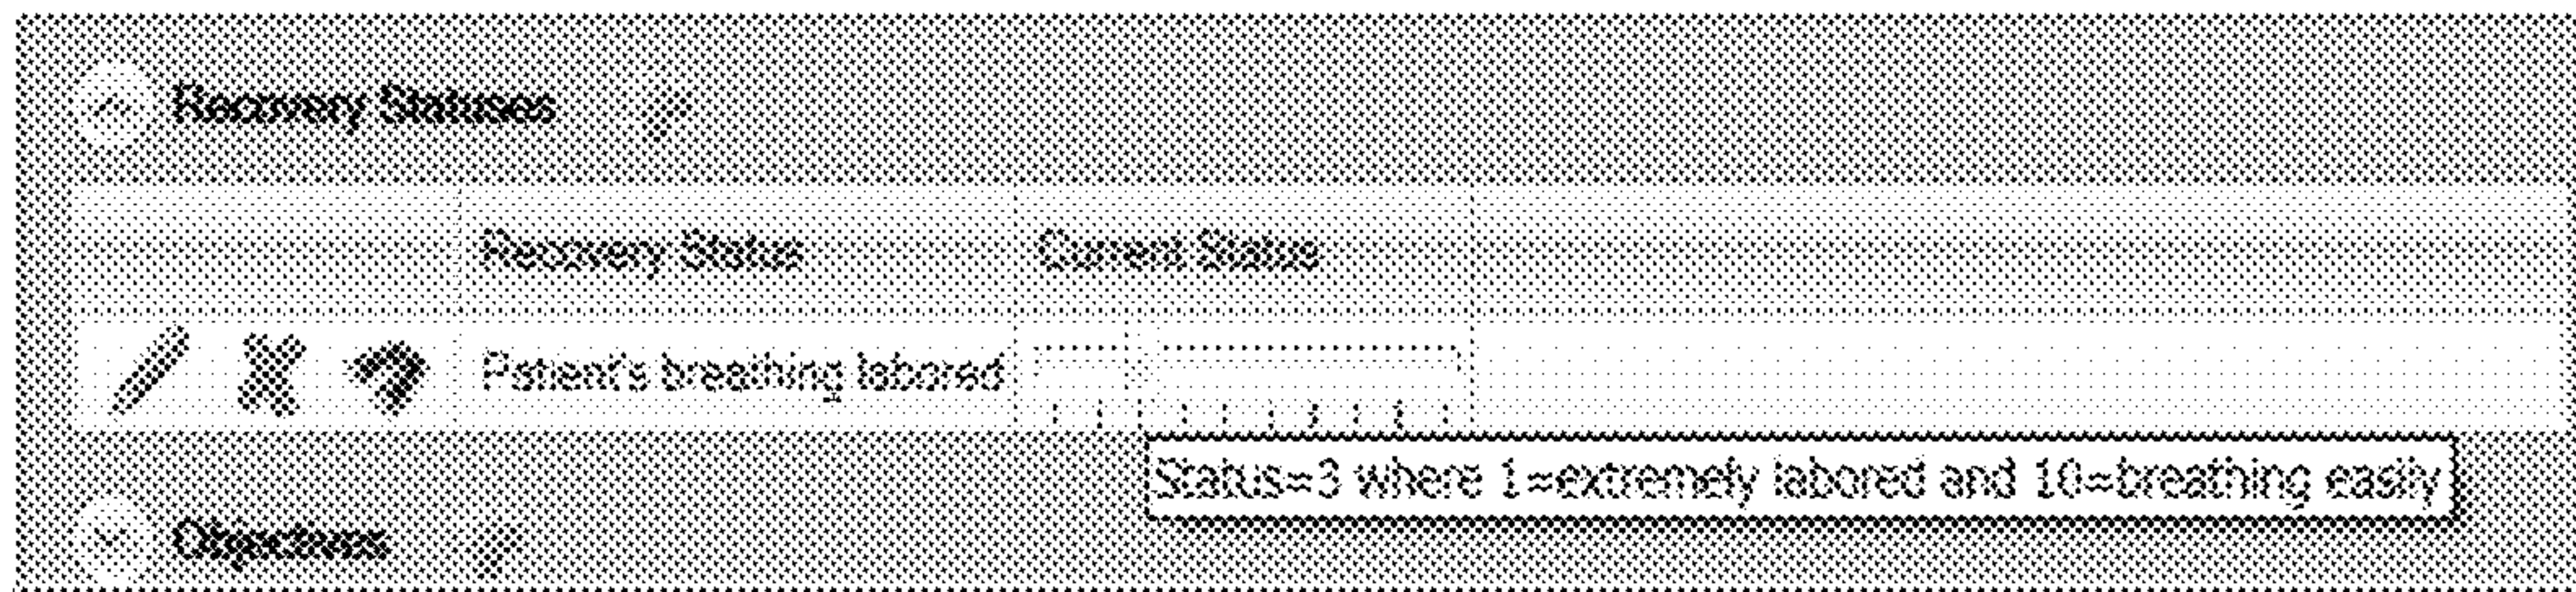 Recovery Statuses
Recovery Status Current Status
Patient's breathing labored
Status=3 where 1=extremely labored and 10=breathing easily
Objectives